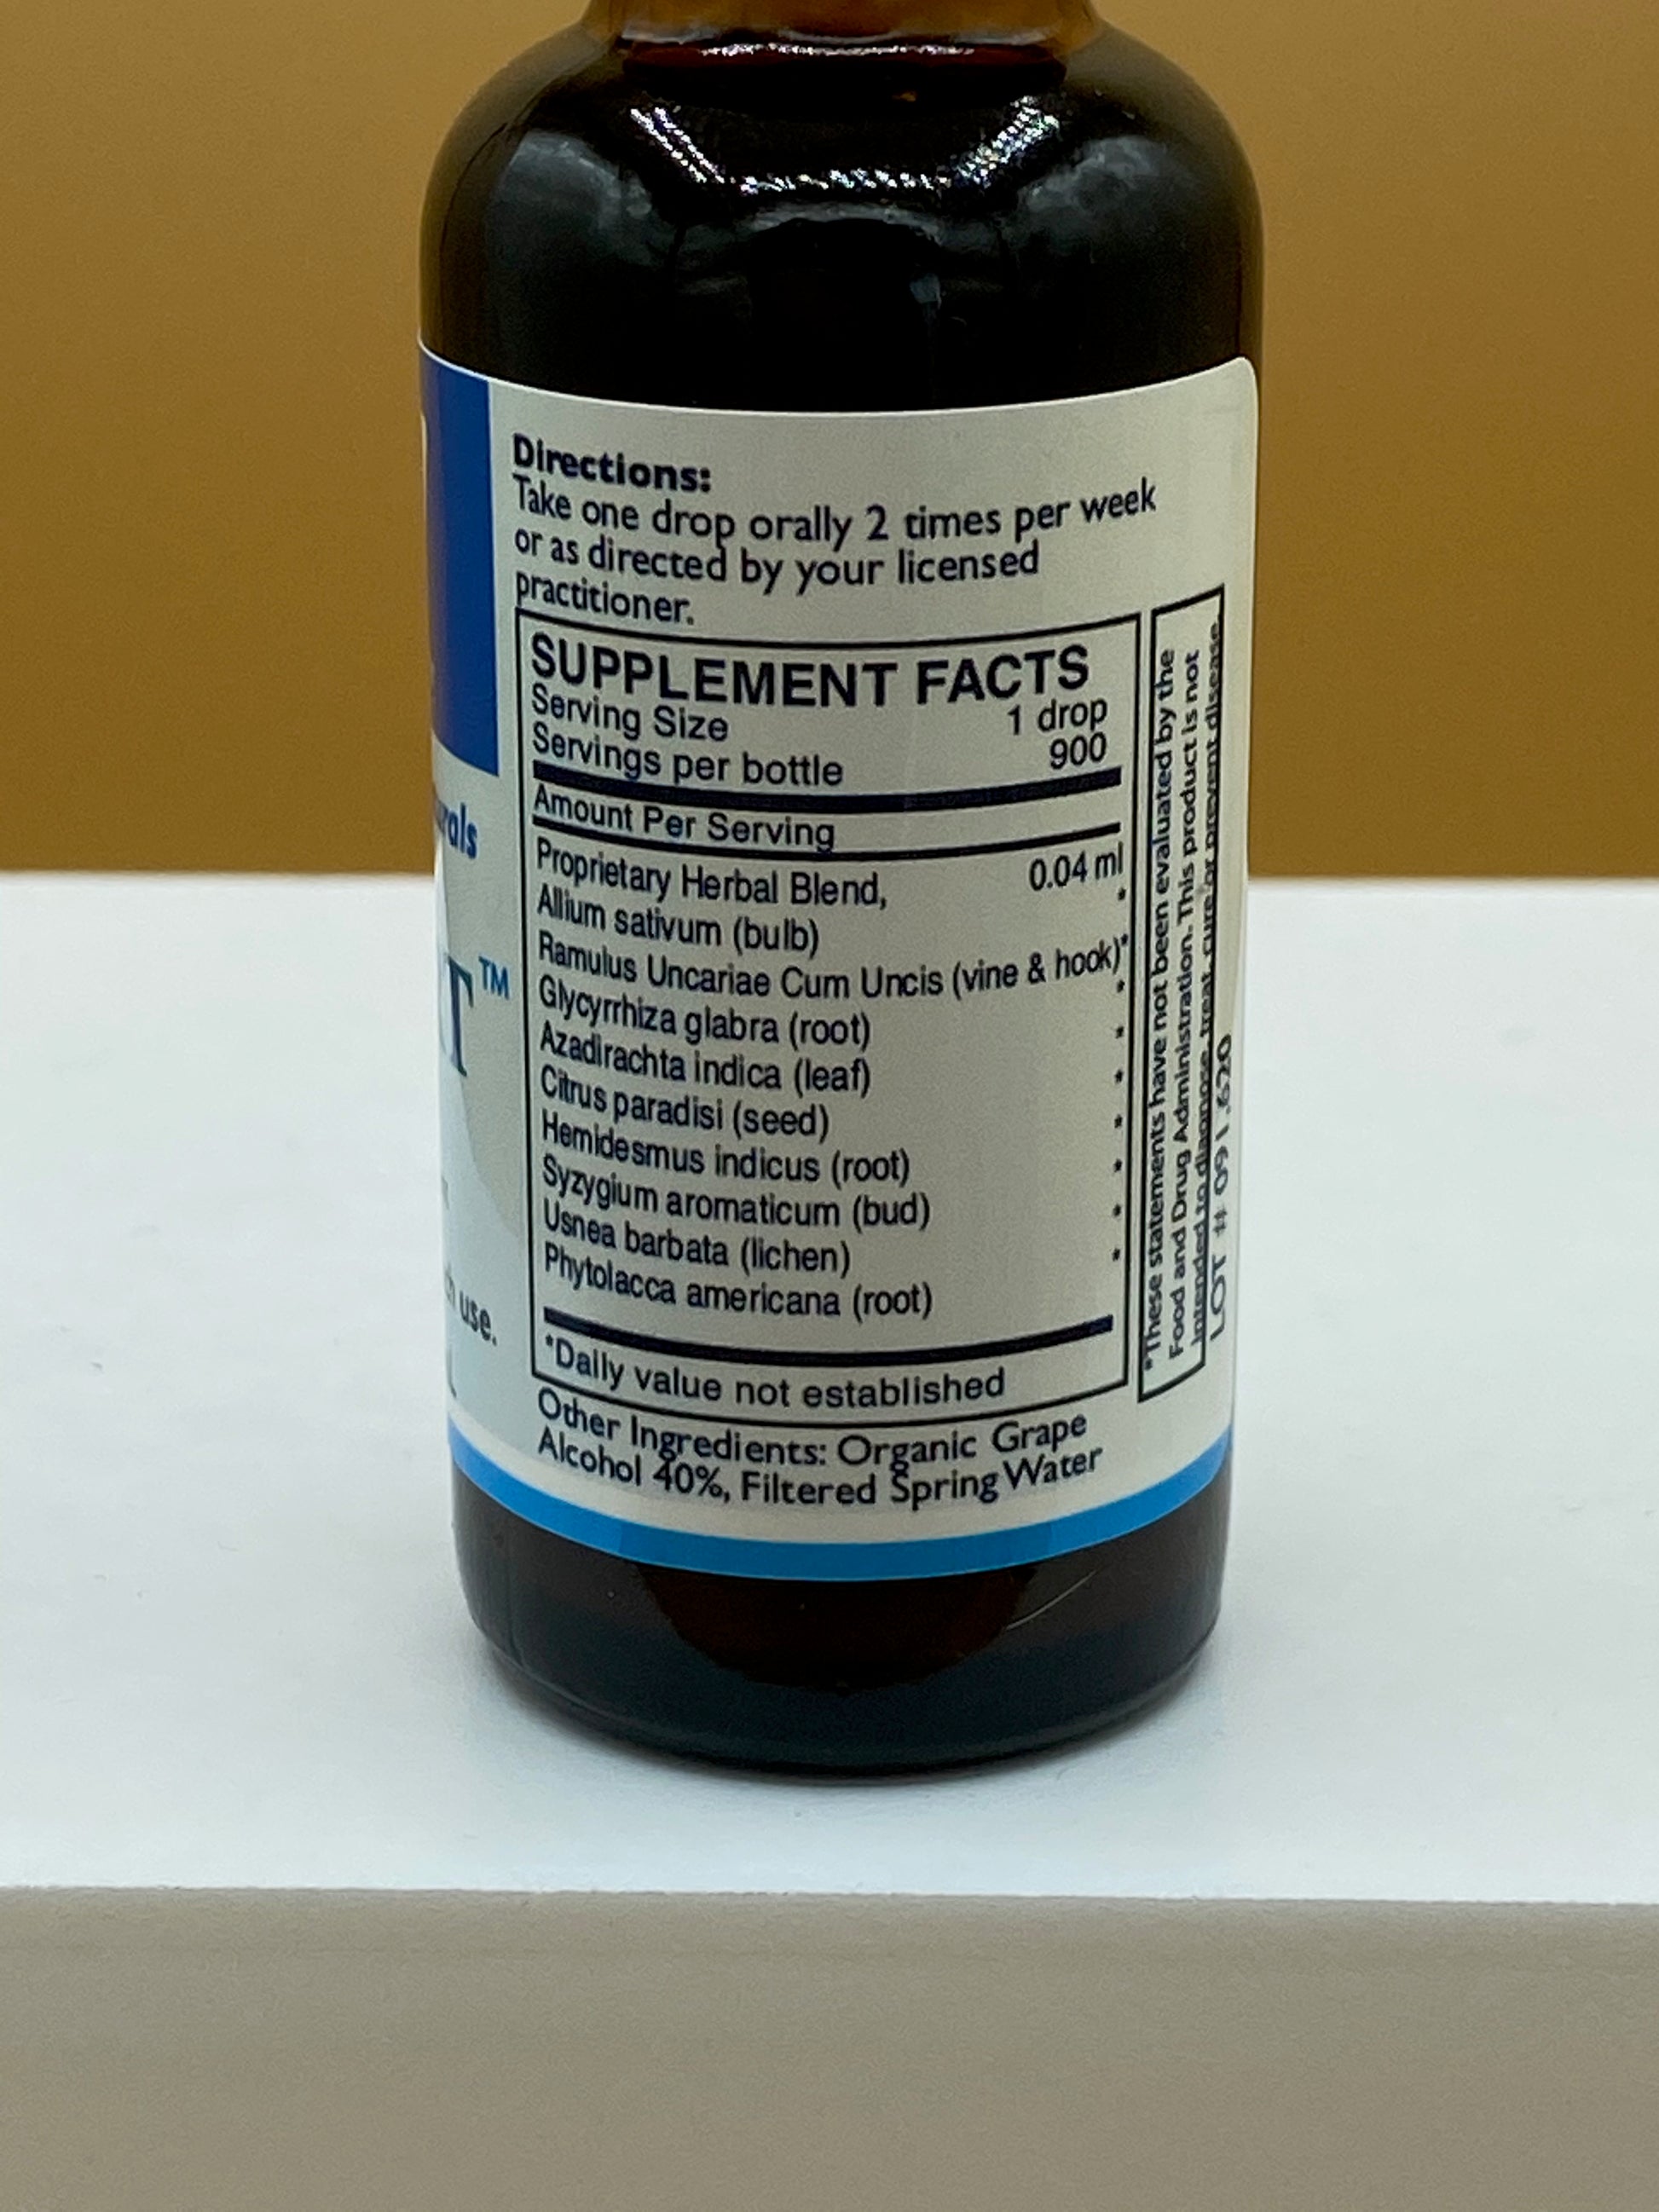 Directions:
Take one drop orally 2 times per week
or as directed by your licensed
practitioner.
SUPPLEMENT FACTS
Serving Size 1 drop
Servings per bottle 900
Amount Per Serving
Proprietary Herbal Blend, 0.04 ml
Allium sativum (bulb) *
Ramulus Uncariae Cum Uncis (vine & hook)*
Glycyrrhiza glabra (root) *
Azadirachta indica (leaf) *
Citrus paradisi (seed) *
Hemidesmus indicus (root) *
Syzygium aromaticum (bud) *
Usnea barbata (lichen) *
Phytolacca americana (root) *
*Daily value not established
Other Ingredients: Organic Grape
Alcohol 40%, Filtered Spring Water
*These statements have not been evaluated by the
Food and Drug Administration. This product is not
intended to diagnose, treat, cure, or prevent disease.
LOT # 091.620
TM
use.